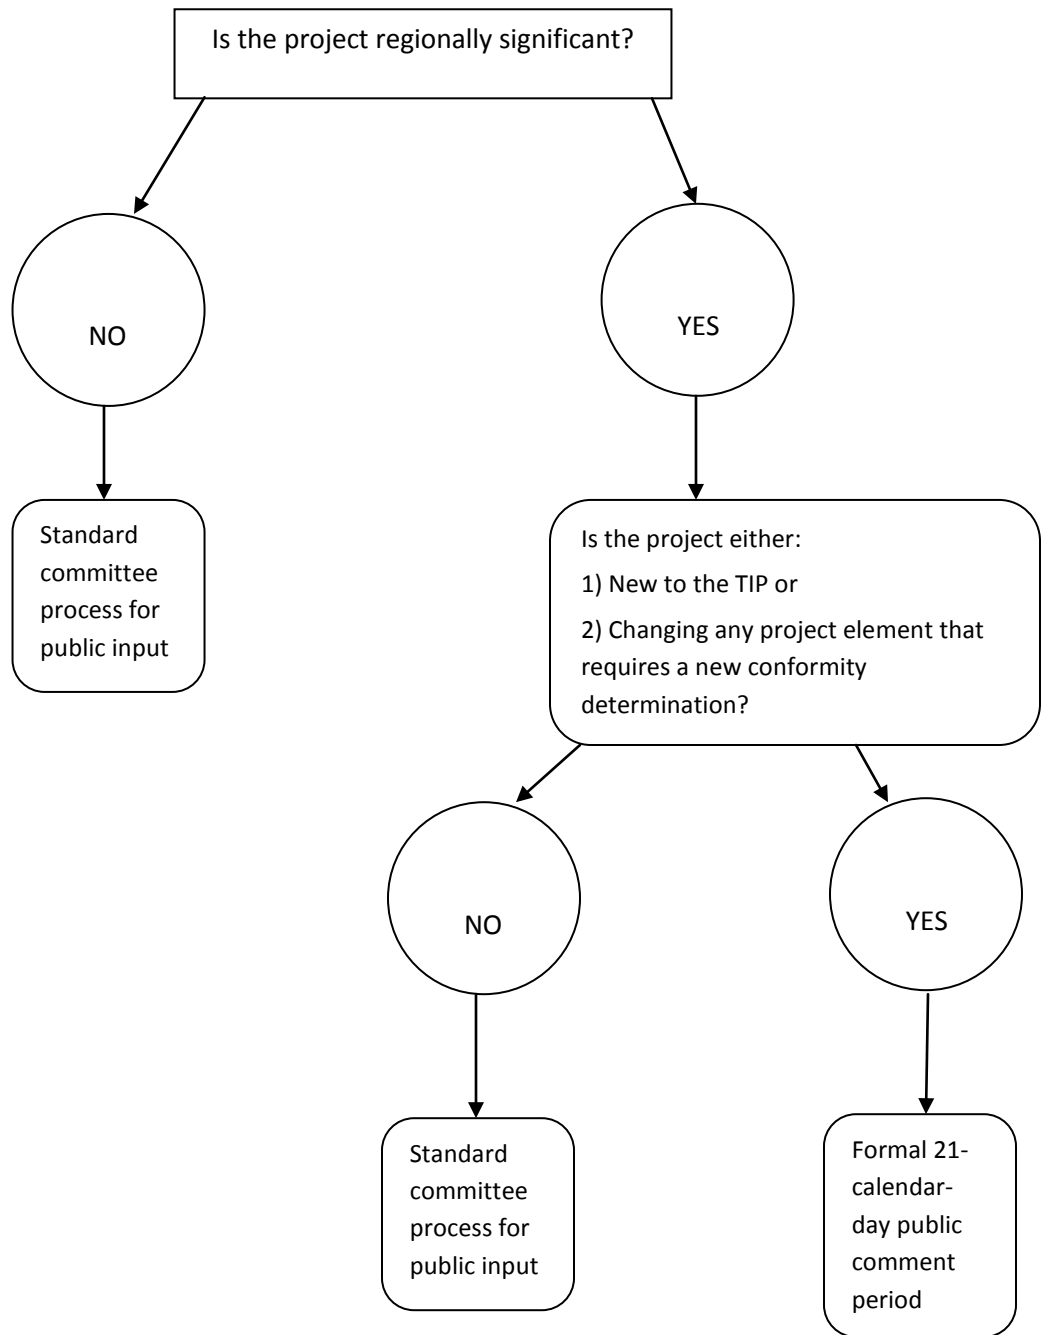 Is the project regionally significant?
NO
YES
Standard
committee
process for
public input
Is the project either:
1) New to the TIP or
2) Changing any project element that
requires a new conformity
determination?
NO
YES
Standard
committee
process for
public input
Formal 21-
calendar-
day public
comment
period